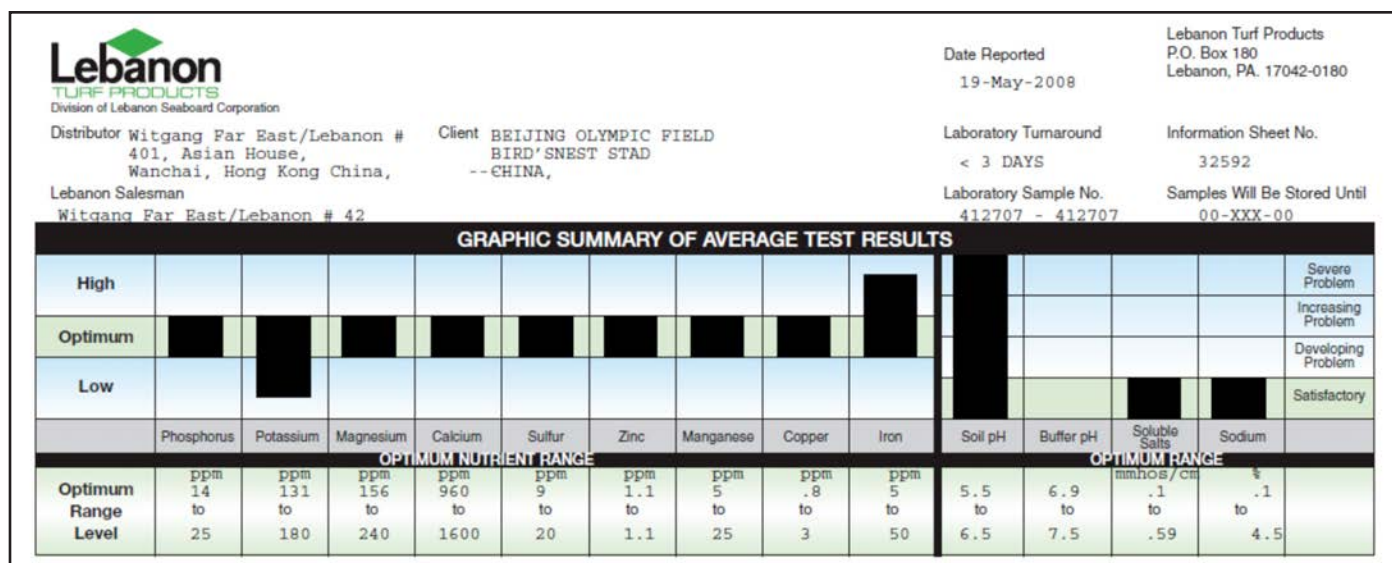 Lebanon
TURF PRODUCTS
Division of Lebanon Seaboard Corporation
Date Reported
19-May-2008
Lebanon Turf Products
P.O. Box 180
Lebanon, PA. 17042-0180
Distributor Witgang Far East/Lebanon #
401, Asian House,
Wanchai, Hong Kong China,
Client BEIJING OLYMPIC FIELD
BIRD'SNEST STAD
--CHINA,
Laboratory Turnaround
< 3 DAYS
Information Sheet No.
32592
Lebanon Salesman
Witgang Far East/Lebanon # 42
Laboratory Sample No.
412707 - 412707
Samples Will Be Stored Until
00-XXX-00
GRAPHIC SUMMARY OF AVERAGE TEST RESULTS
High
Optimum
Low
Severe
Problem
Increasing
Problem
Developing
Problem
Satisfactory
Phosphorus Potassium Magnesium Calcium Sulfur Zinc Manganese Copper Iron Soil pH Buffer pH Soluble Salts Sodium
OPTIMUM NUTRIENT RANGE OPTIMUM RANGE
ppm ppm ppm ppm ppm ppm ppm ppm ppm mmhos/cm %
Optimum 14 131 156 960 9 1.1 5 .8 5 5.5 6.9 .1 .1
Range to to to to to to to to to to to to to
Level 25 180 240 1600 20 1.1 25 3 50 6.5 7.5 .59 4.5